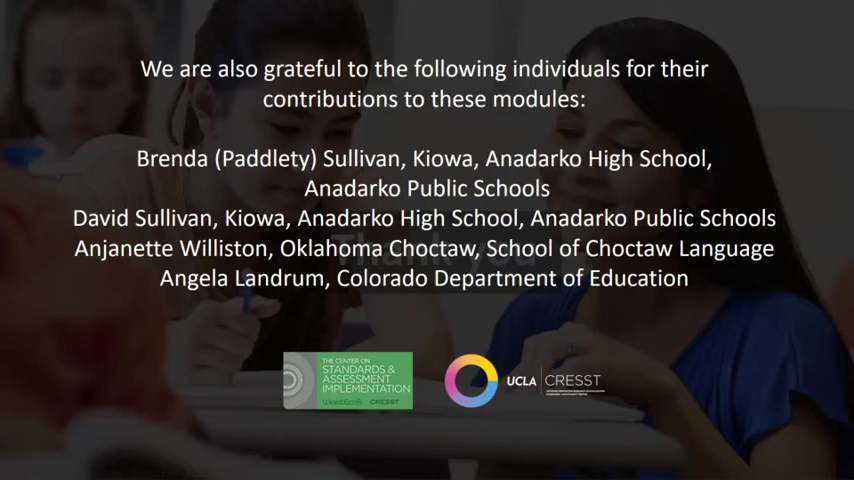 We are also grateful to the following individuals for their
contributions to these modules:
Brenda (Paddlety) Sullivan, Kiowa, Anadarko High School,
Anadarko Public Schools
David Sullivan, Kiowa, Anadarko High School, Anadarko Public Schools
Anjanette Williston, Oklahoma Choctaw, School of Choctaw Language
Angela Landrum, Colorado Department of Education
Thank you
THE CENTER ON
STANDARDS &
ASSESSMENT
IMPLEMENTATION
WestEd CRESST
UCLA CRESST